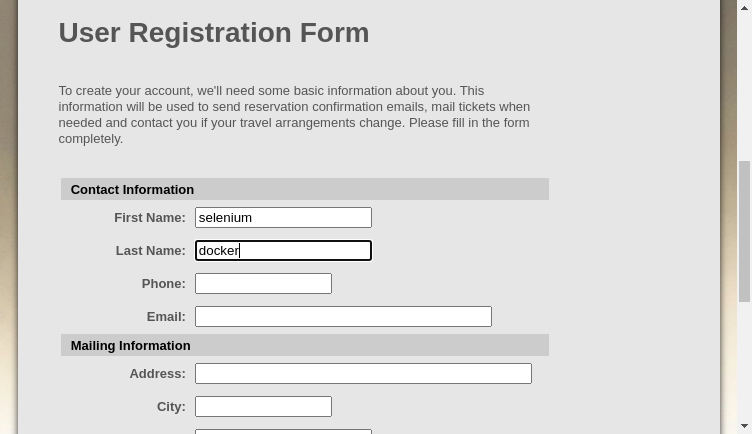 User Registration Form
To create your account, we'll need some basic information about you. This
information will be used to send reservation confirmation emails, mail tickets when
needed and contact you if your travel arrangements change. Please fill in the form
completely.
Contact Information
First Name: selenium
Last Name: docker
Phone:
Email:
Mailing Information
Address:
City: